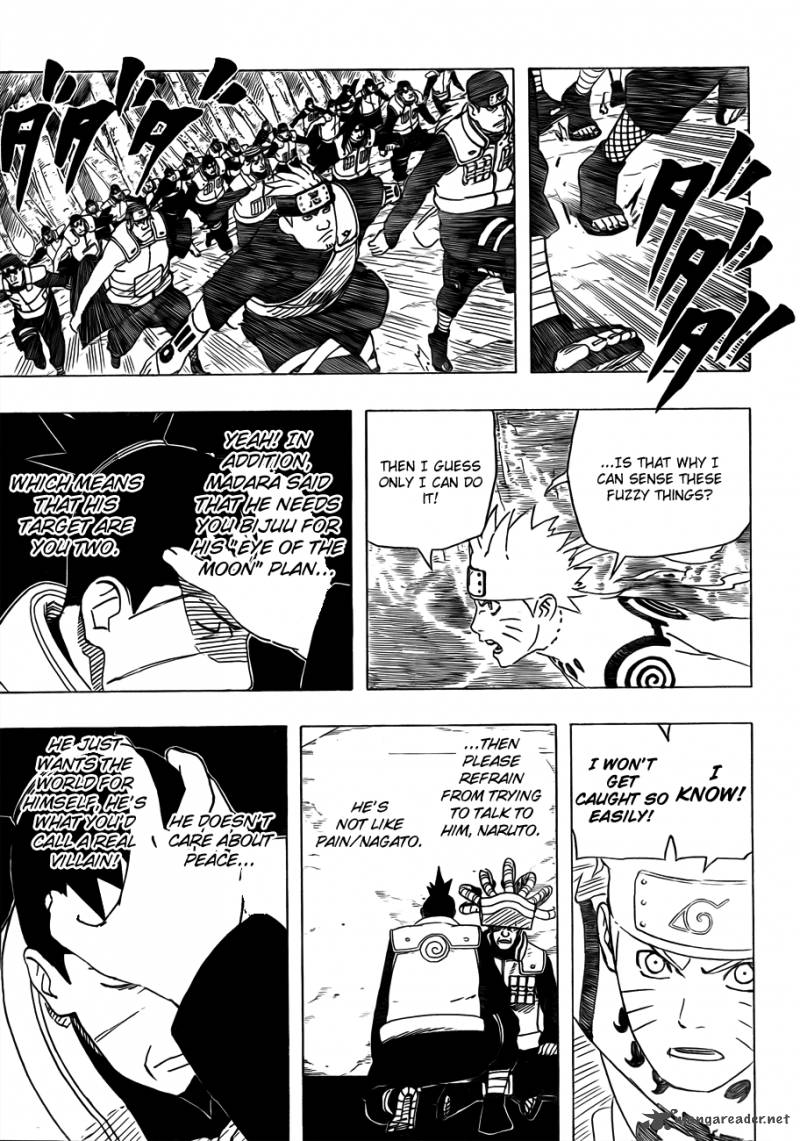 ダダダ
ダダダ
...IS THAT WHY I
CAN SENSE THESE
FUZZY THINGS?
THEN I GUESS
ONLY I CAN DO
IT!
YEAH! IN
ADDITION,
MADARA SAID
THAT HE NEEDS
YOU BIJUU FOR
HIS "EYE OF THE
MOON" PLAN...
WHICH MEANS
THAT HIS
TARGET ARE
YOU TWO.
I
KNOW!
I WON'T
GET
CAUGHT SO
EASILY!
...THEN
PLEASE
REFRAIN
FROM TRYING
TO TALK TO
HIM, NARUTO.
HE'S
NOT LIKE
PAIN/NAGATO.
HE DOESN'T
CARE ABOUT
PEACE...
HE JUST
WANTS THE
WORLD FOR
HIMSELF, HE'S
WHAT YOU'D
CALL A REAL
VILLAIN!
mangareader.net